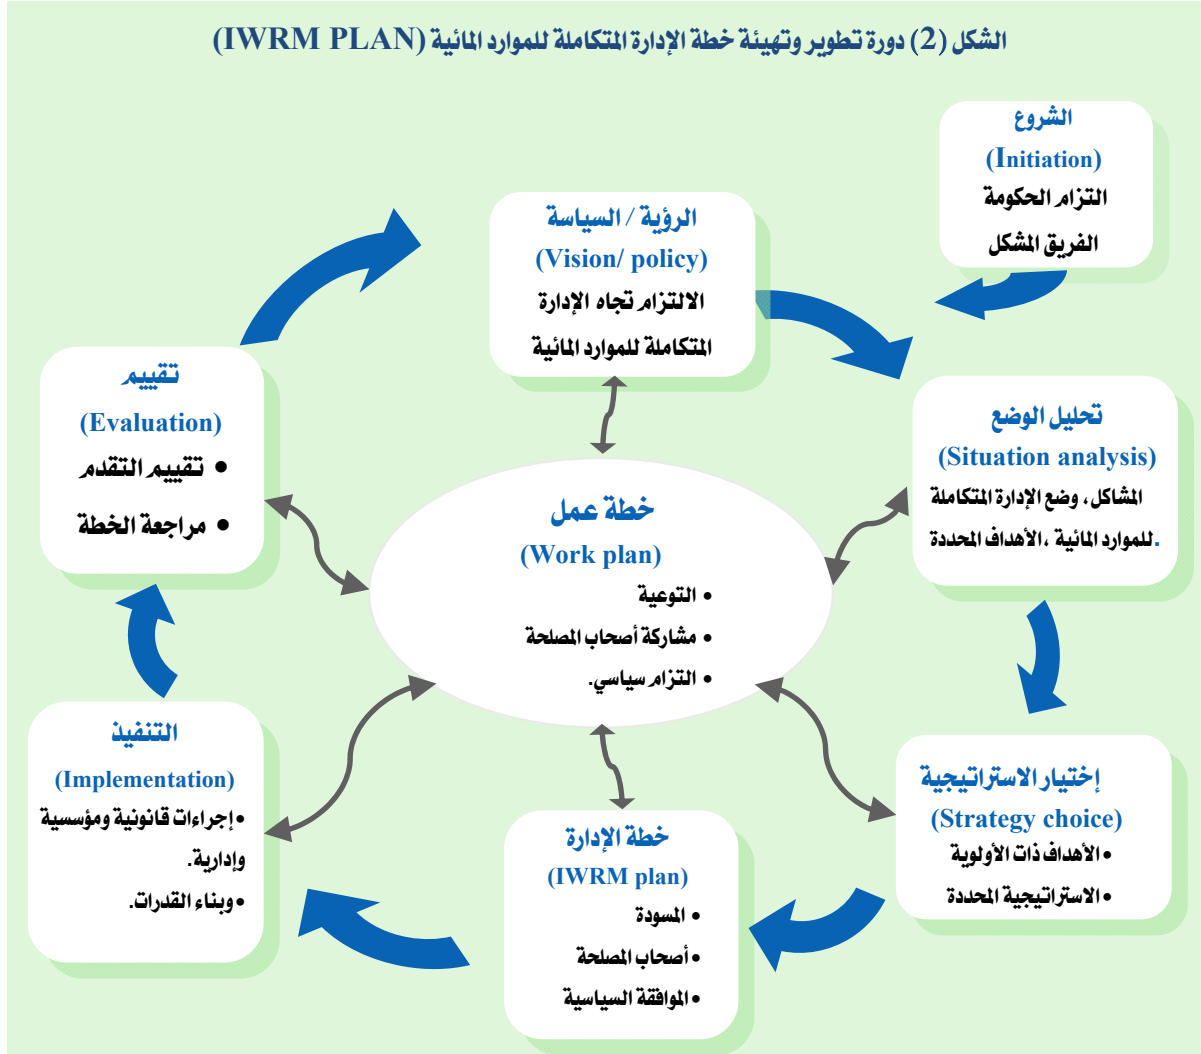 الشكل (2) دورة تطوير وتهيئة خطة الإدارة المتكاملة للموارد المائية (IWRM PLAN)
الشروع
(Initiation)
التزام الحكومة
الفريق المشكل
الرؤية / السياسة
(Vision/ policy)
الالتزام تجاه الإدارة
المتكاملة للموارد المائية
تحليل الوضع
(Situation analysis)
المشاكل، وضع الإدارة المتكاملة
للموارد المائية ،الأهداف المحددة.
إختيار الاستراتيجية
(Strategy choice)
• الأهداف ذات الأولوية
• الاستراتيجية المحددة
خطة الإدارة
(IWRM plan)
• المسودة
• أصحاب المصلحة
• الموافقة السياسية
التنفيذ
(Implementation)
• إجراءات قانونية ومؤسسية
وإدارية.
• وبناء القدرات.
تقييم
(Evaluation)
• تقييم التقدم
• مراجعة الخطة
خطة عمل
(Work plan)
• التوعية
• مشاركة أصحاب المصلحة
• التزام سياسي.